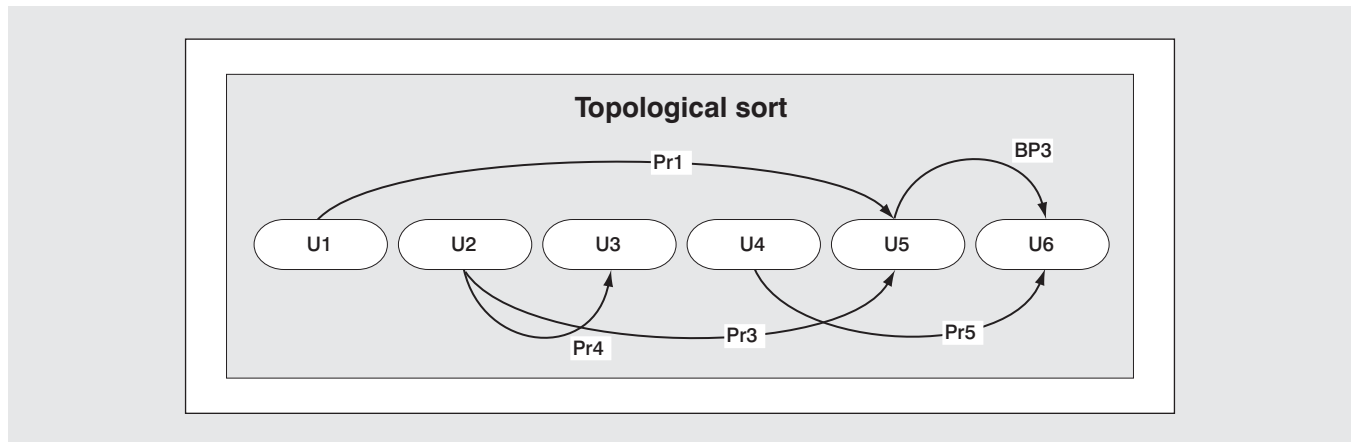 Topological sort
BP3
Pr1
U1 U2 U3 U4 U5 U6
Pr3 Pr5
Pr4